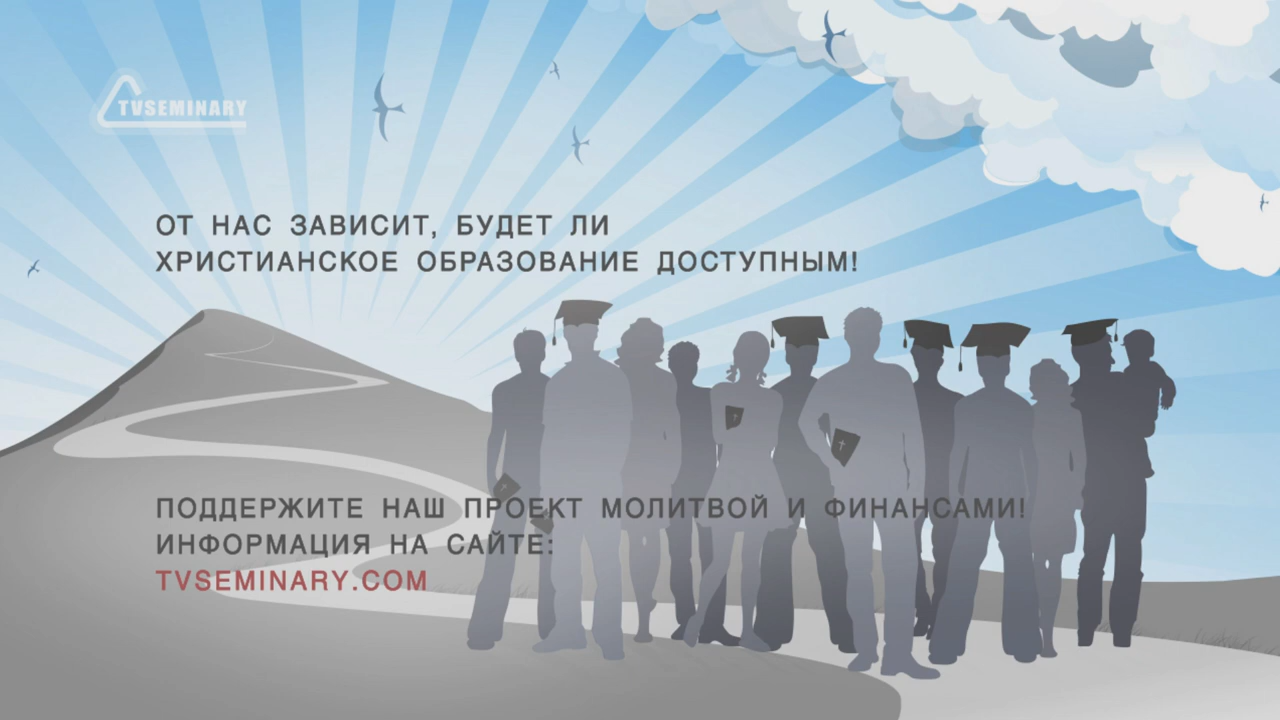 TVSEMINARY
ОТ НАС ЗАВИСИТ, БУДЕТ ЛИ
ХРИСТИАНСКОЕ ОБРАЗОВАНИЕ ДОСТУПНЫМ!
ПОДДЕРЖИТЕ НАШ ПРОЕКТ МОЛИТВОЙ И ФИНАНСАМИ!
ИНФОРМАЦИЯ НА САЙТЕ:
TVSEMINARY.COM